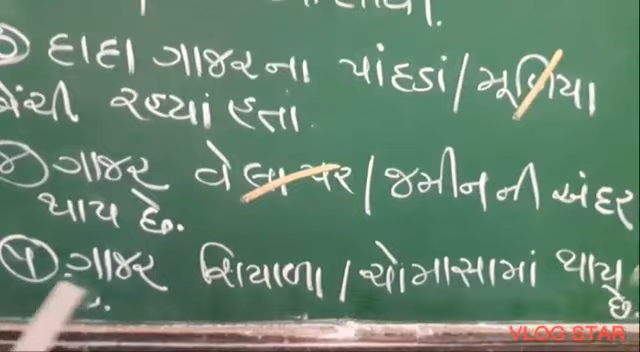 ૩ દાદા ગાજરના પાંદડાં/મૂળિયા
ખેંચી રહ્યાં હતાં.
૪ ગાજર વેલા પર/જમીનની અંદર
થાય છે.
૫ ગાજર શિયાળા/ચોમાસામાં થાય
છે.
VLOG STAR